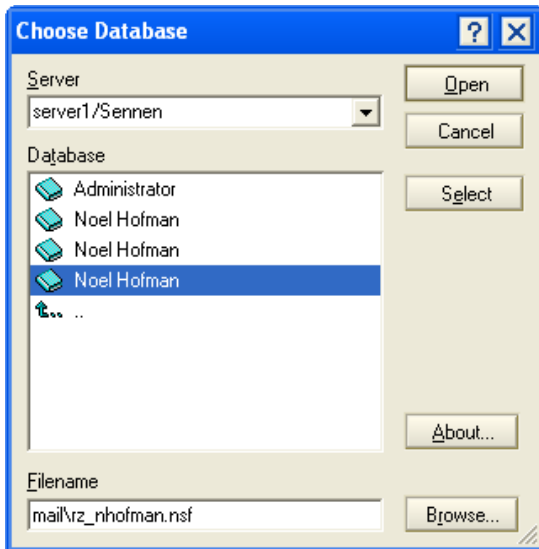 Choose Database
Server
server1/Sennen
Open
Cancel
Database
Administrator
Noel Hofman
Noel Hofman
Noel Hofman
..
Select
About...
Filename
mail\rz_nhofman.nsf
Browse...